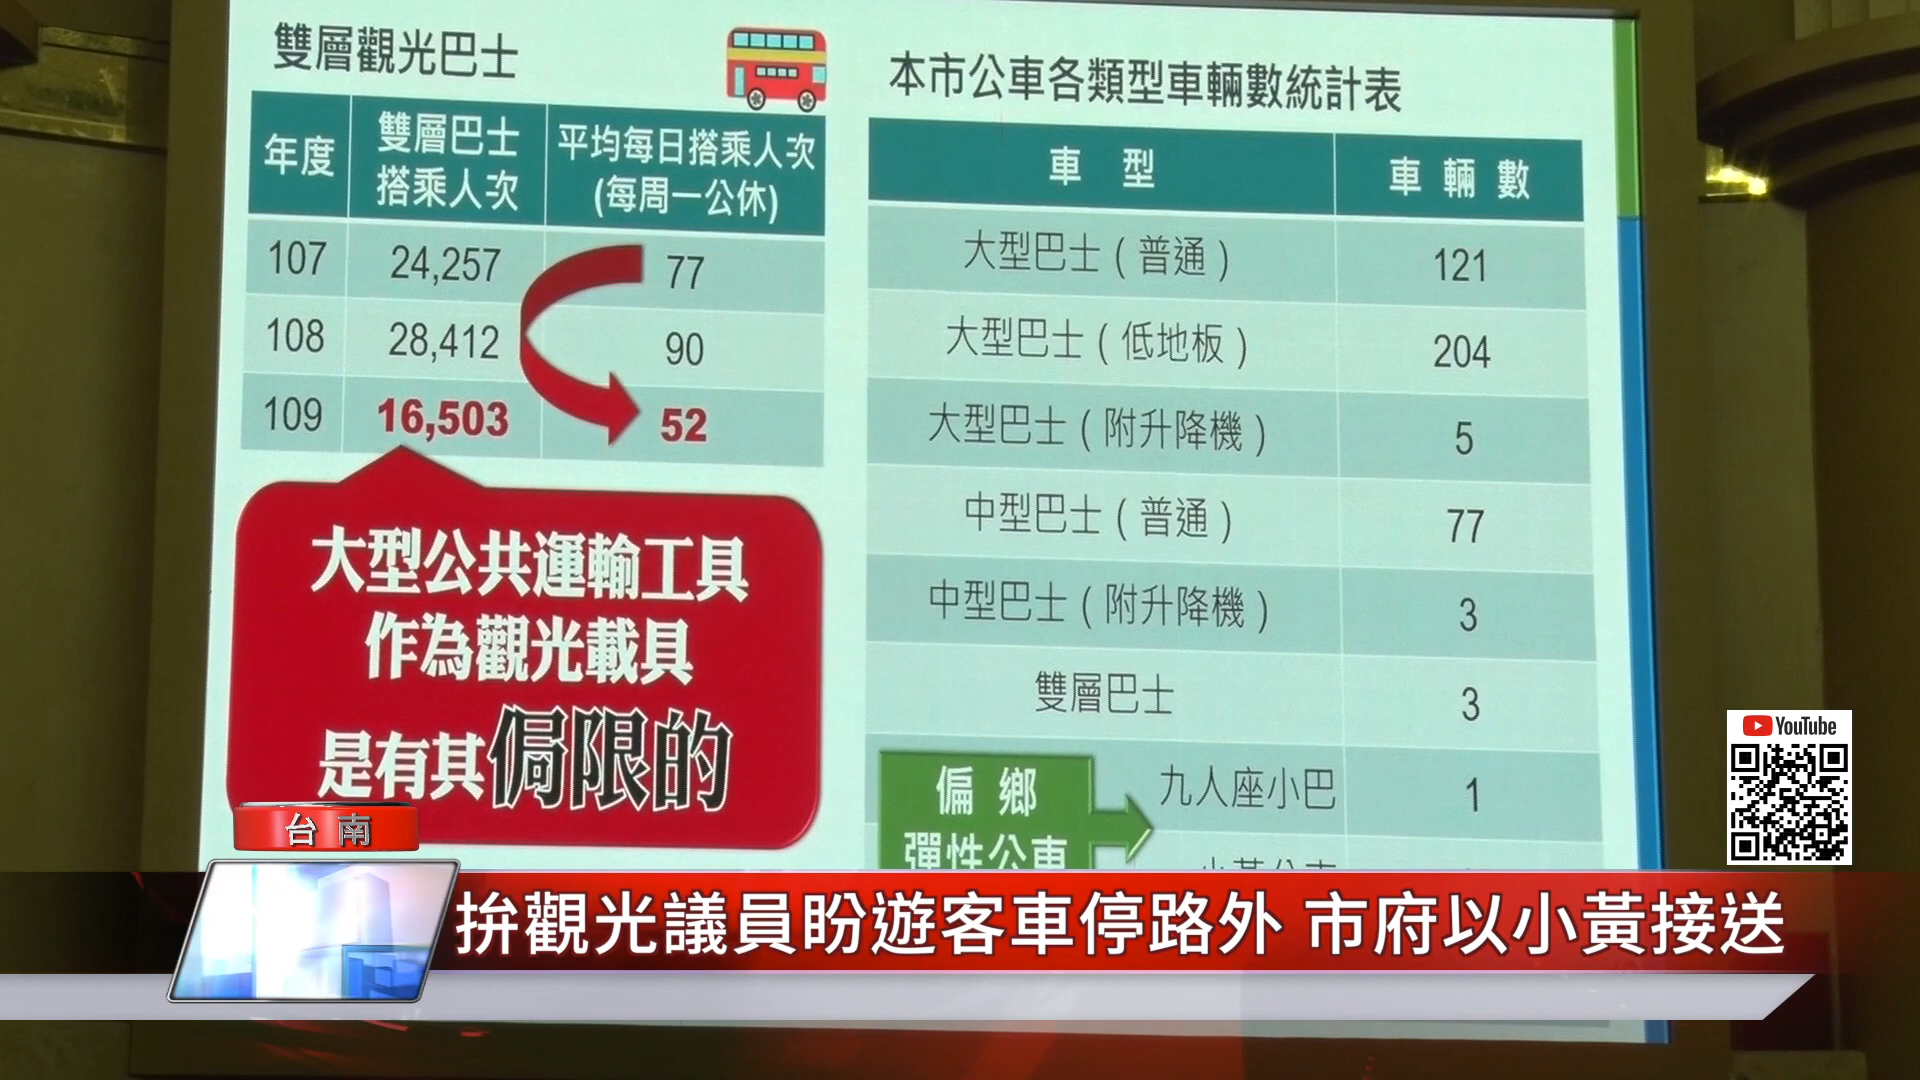 雙層觀光巴士
年度 雙層巴士搭乘人次 平均每日搭乘人次(每周一公休)
107 24,257 77
108 28,412 90
109 16,503 52
大型公共運輸工具
作為觀光載具
是有其侷限的
本市公車各類型車輛數統計表
車型 車輛數
大型巴士(普通) 121
大型巴士(低地板) 204
大型巴士(附升降機) 5
中型巴士(普通) 77
中型巴士(附升降機) 3
雙層巴士 3
偏鄉
彈性公車
九人座小巴 1
YouTube
台南
拚觀光議員盼遊客車停路外 市府以小黃接送